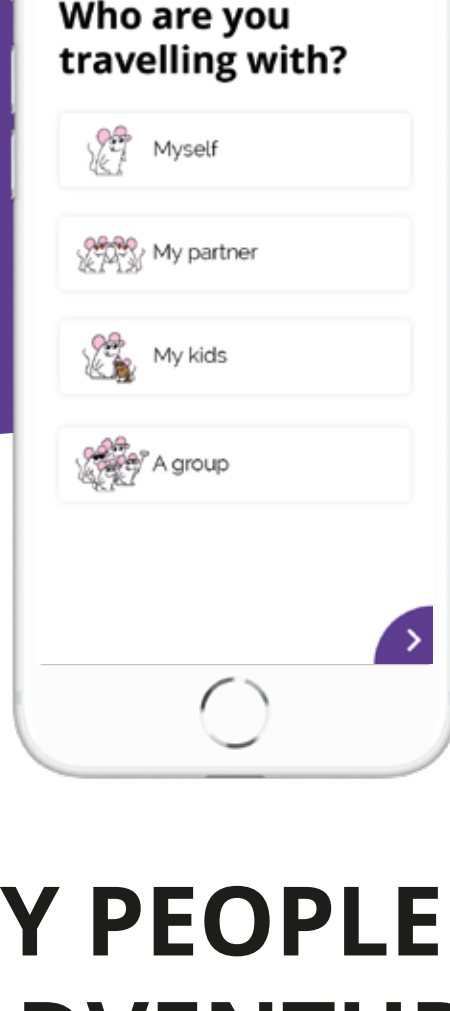 Who are you
travelling with?
Myself
My partner
My kids
A group
Y PEOPLE